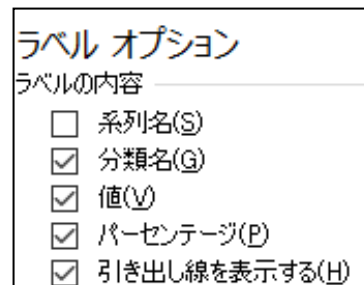 ラベル オプション
ラベルの内容
系列名(S)
分類名(G)
値(V)
パーセンテージ(P)
引き出し線を表示する(H)